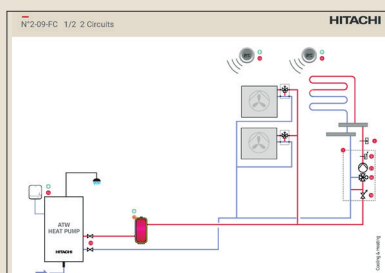 N°2-09-FC 1/2 2 Circuits
HITACHI
ATW
HEAT PUMP
HITACHI
Cooling & Heating